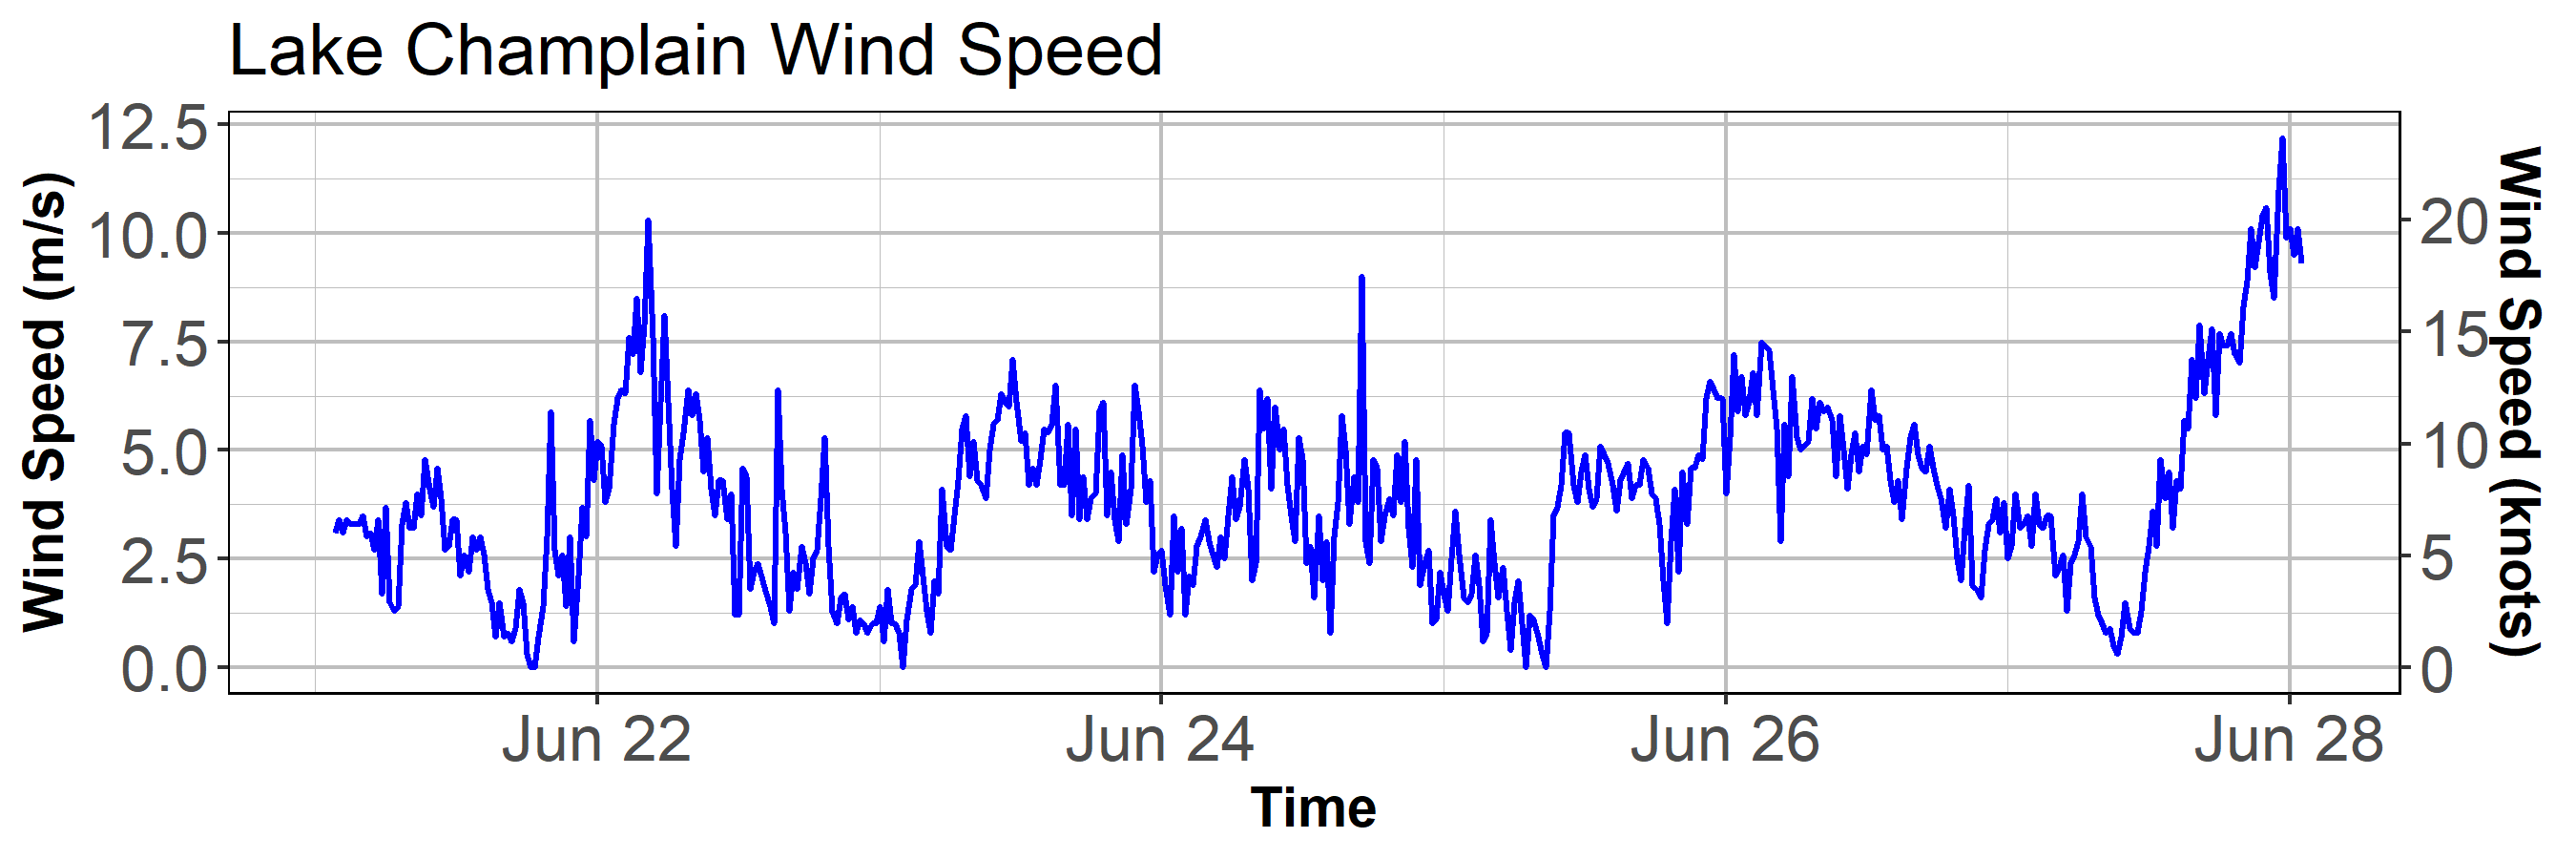 Lake Champlain Wind Speed
Wind Speed (m/s)
12.5
10.0
7.5
5.0
2.5
0.0
20
15
10
5
0
Wind Speed (knots)
Jun 22
Jun 24
Jun 26
Jun 28
Time